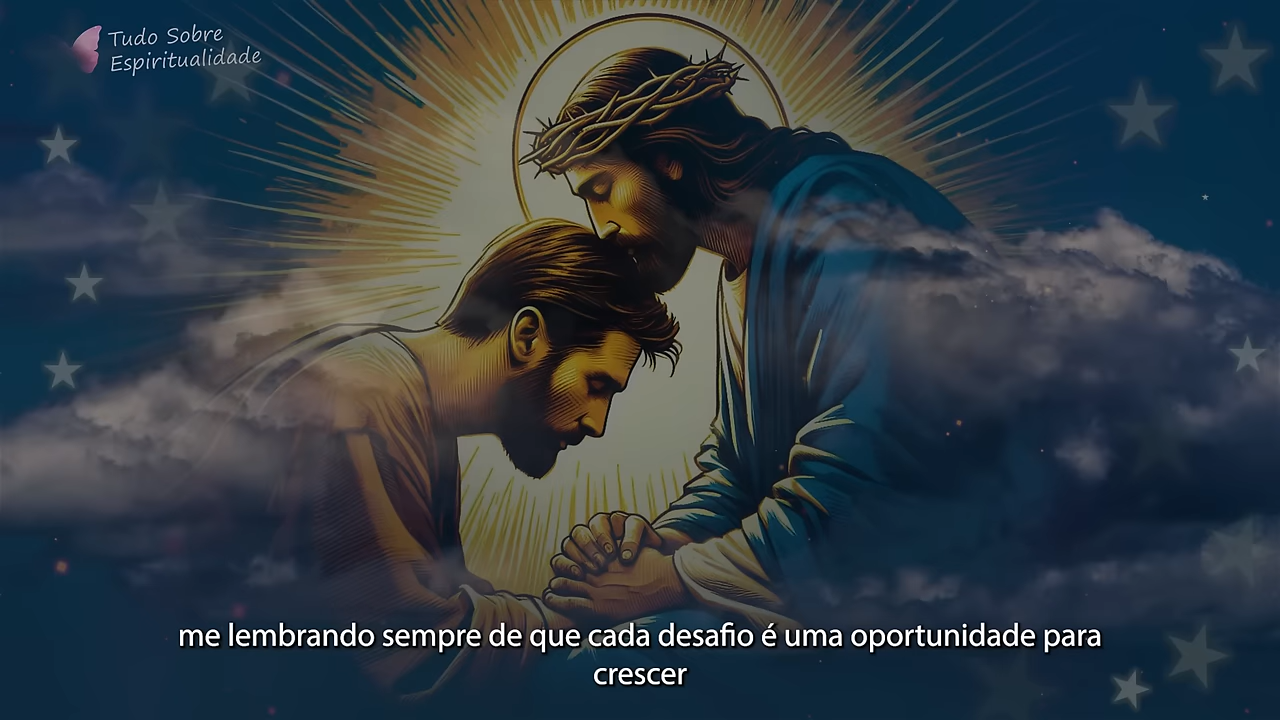 Tudo Sobre
Espiritualidade
me lembrando sempre de que cada desafio é uma oportunidade para
crescer